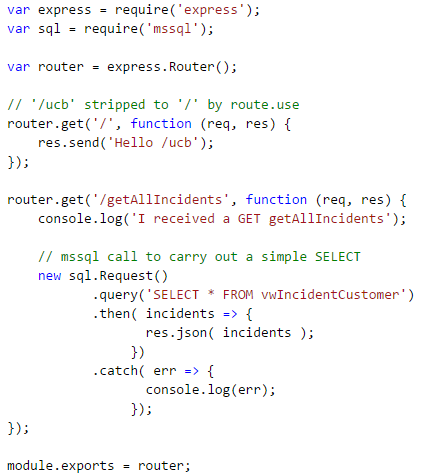 var express = require('express');
var sql = require('mssql');

var router = express.Router();

// '/ucb' stripped to '/' by route.use
router.get('/', function (req, res) {
    res.send('Hello /ucb');
});

router.get('/getAllIncidents', function (req, res) {
    console.log('I received a GET getAllIncidents');

    // mssql call to carry out a simple SELECT
    new sql.Request()
           .query('SELECT * FROM vwIncidentCustomer')
           .then( incidents => {
                  res.json( incidents );
                })
           .catch( err => {
                  console.log(err);
                });
});

module.exports = router;